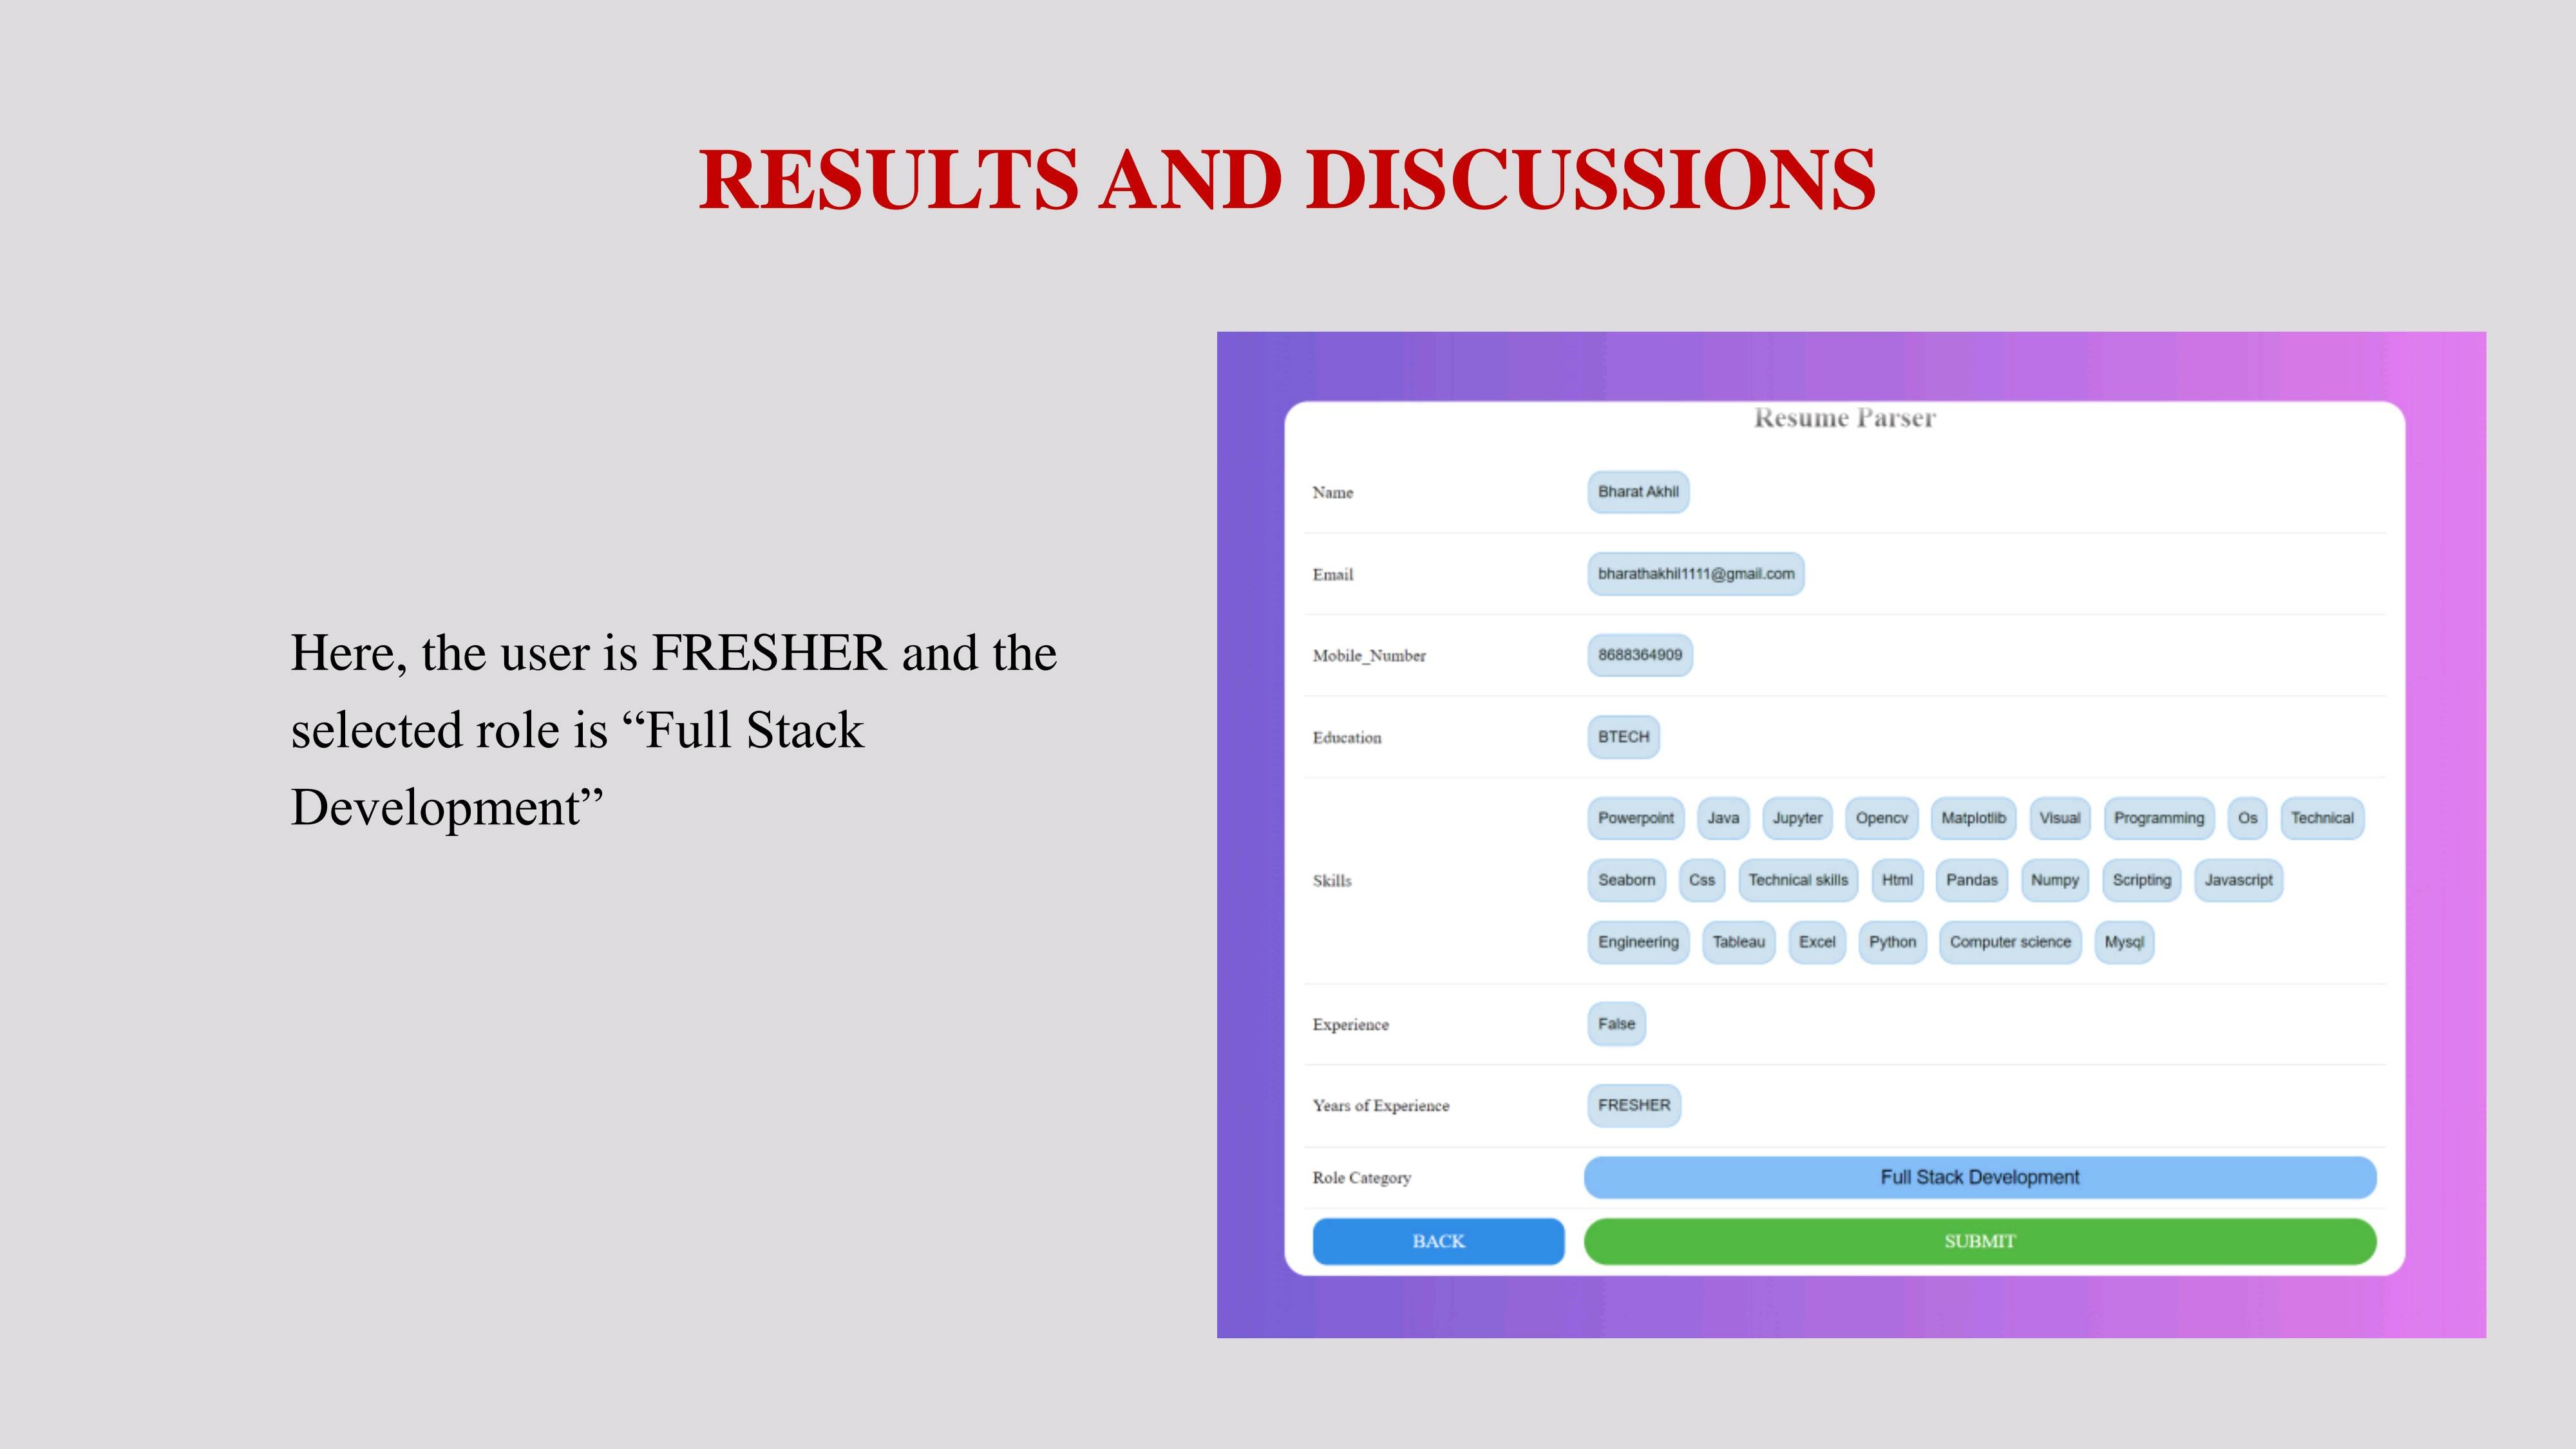 RESULTS AND DISCUSSIONS
Here, the user is FRESHER and the
selected role is “Full Stack
Development”
Resume Parser
Name Bharat Akhil
Email bharathakhil1111@gmail.com
Mobile_Number 8688364909
Education BTECH
Powerpoint Java Jupyter Opencv Matplotlib Visual Programming Os Technical
Skills Seaborn Css Technical skills Html Pandas Numpy Scripting Javascript
Engineering Tableau Excel Python Computer science Mysql
Experience False
Years of Experience FRESHER
Role Category Full Stack Development
BACK SUBMIT